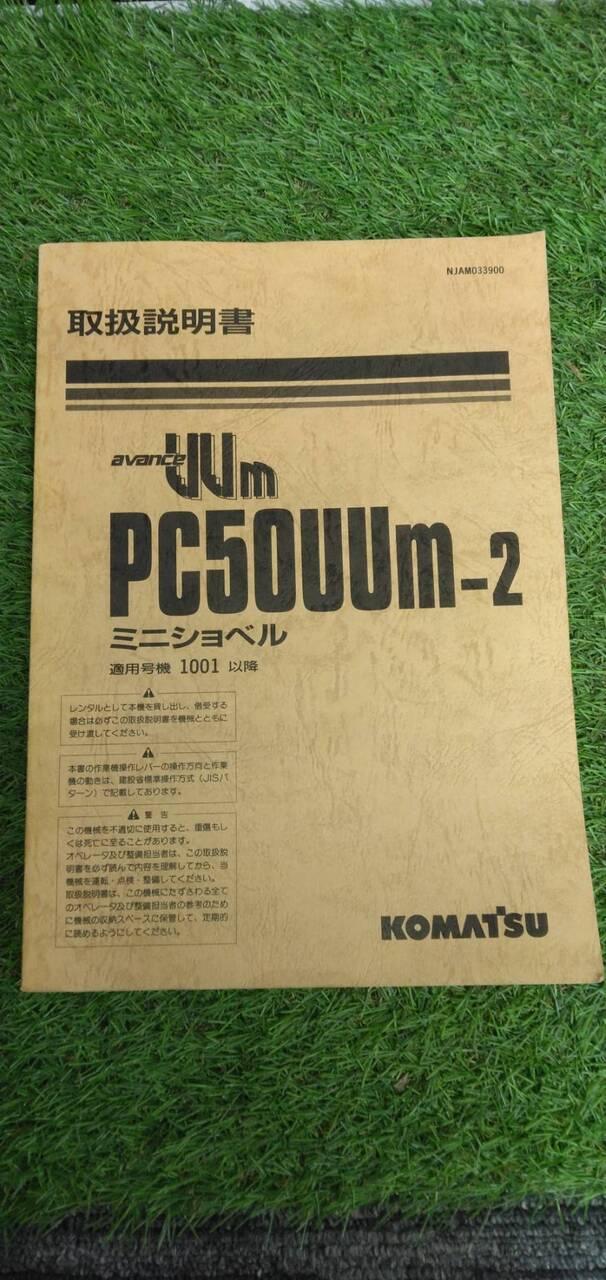 NJAM033900
取扱説明書
avance UUm
PC50UUm-2
ミニショベル
適用号機 1001 以降
レンタルとして本機を貸し出し、借受する
場合は必ずこの取扱説明書を機械とともに
受け渡してください。
本書の作業機操作レバーの操作方向と作業
機の動きは、建設省標準操作方式(JISパ
ターン)で記載しております。
警 告
この機械を不適切に使用すると、重傷もし
くは死亡に至ることがあります。
オペレータ及び整備担当者は、この取扱説
明書を必ず読んで内容を理解してから、当
機械を運転・点検・整備してください。
取扱説明書は、この機械にたずさわる全て
のオペレータ及び整備担当者の参考のため
に機械の収納スペースに保管して、定期的
に読めるようにしてください。
KOMATSU